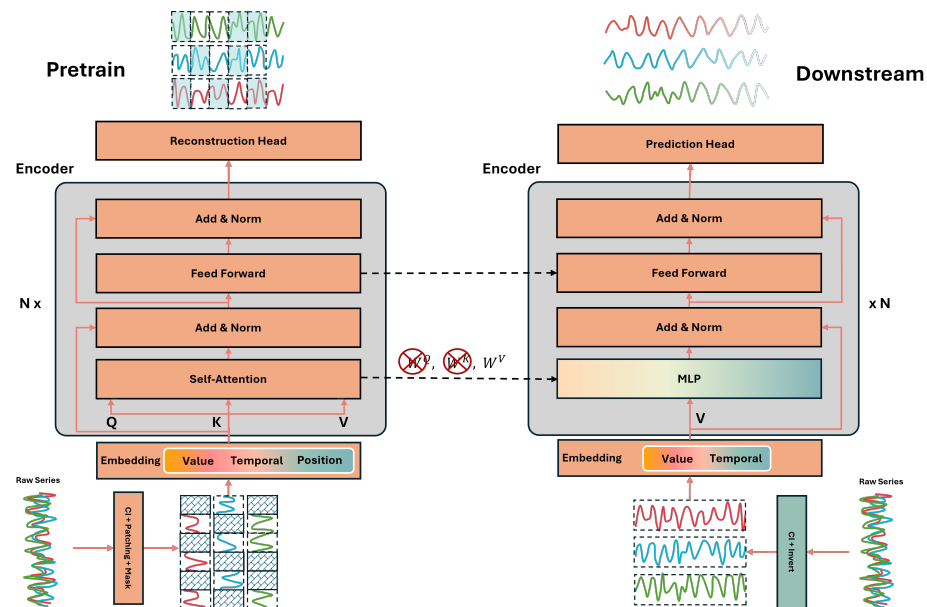 Pretrain
Downstream
Reconstruction Head
Prediction Head
Encoder
Encoder
Add & Norm
Add & Norm
Feed Forward
Feed Forward
N x
x N
Add & Norm
Add & Norm
W^Q, W^K, W^V
Self-Attention
MLP
Q K V
V
Embedding Value Temporal Position
Embedding Value Temporal
Raw Series
CI + Patching + Mask
CI + Invert
Raw Series